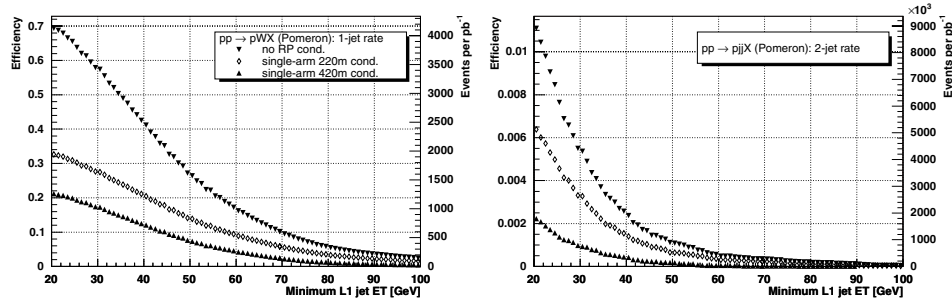 Efficiency
0.7
0.6
0.5
0.4
0.3
0.2
0.1
0
20 30 40 50 60 70 80 90 100
Minimum L1 jet ET [GeV]
pp → pWX (Pomeron): 1-jet rate
no RP cond.
single-arm 220m cond.
single-arm 420m cond.
4000
3500
3000
2500
2000
1500
1000
500
Events per pb-1
Efficiency
0.01
0.008
0.006
0.004
0.002
0
20 30 40 50 60 70 80 90 100
Minimum L1 jet ET [GeV]
pp → pjjX (Pomeron): 2-jet rate
×10³
9000
8000
7000
6000
5000
4000
3000
2000
1000
0
Events per pb-1